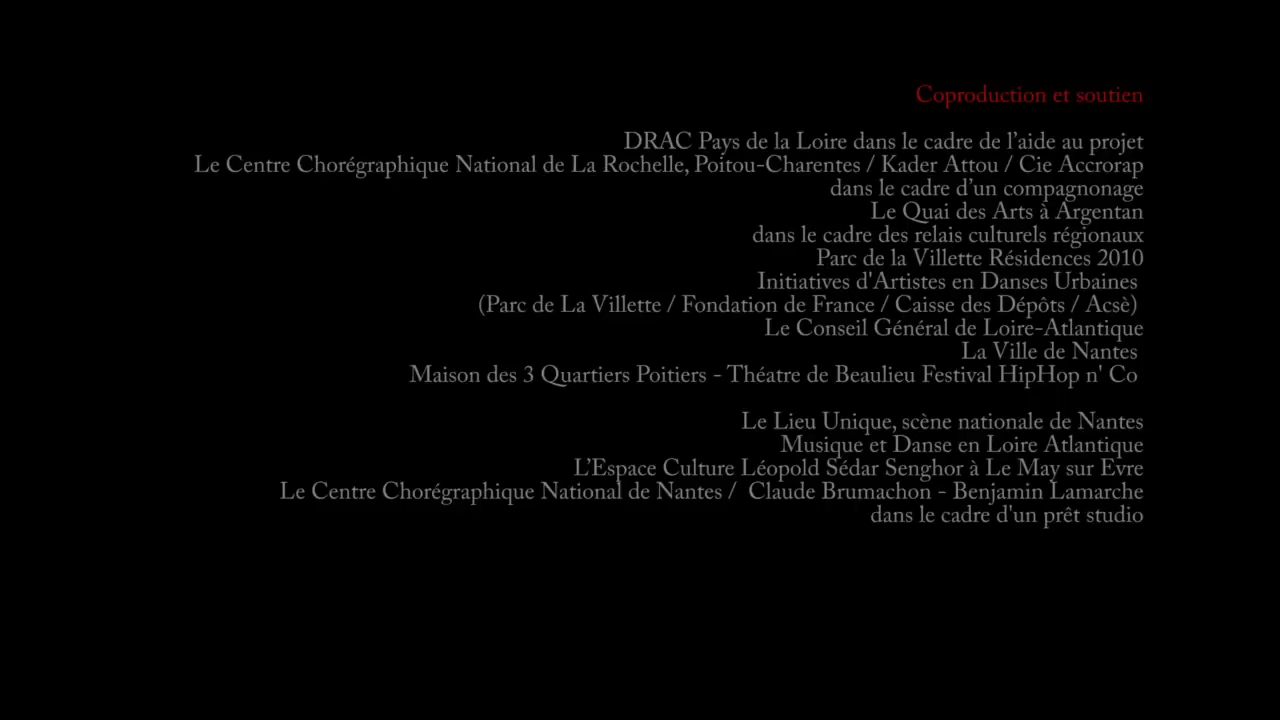 Coproduction et soutien
DRAC Pays de la Loire dans le cadre de l’aide au projet
Le Centre Chorégraphique National de La Rochelle, Poitou-Charentes / Kader Attou / Cie Accrorap
dans le cadre d’un compagnonage
Le Quai des Arts à Argentan
dans le cadre des relais culturels régionaux
Parc de la Villette Résidences 2010
Initiatives d'Artistes en Danses Urbaines
(Parc de La Villette / Fondation de France / Caisse des Dépôts / Acsè)
Le Conseil Général de Loire-Atlantique
La Ville de Nantes
Maison des 3 Quartiers Poitiers - Théatre de Beaulieu Festival HipHop n' Co
Le Lieu Unique, scène nationale de Nantes
Musique et Danse en Loire Atlantique
L’Espace Culture Léopold Sédar Senghor à Le May sur Evre
Le Centre Chorégraphique National de Nantes / Claude Brumachon - Benjamin Lamarche
dans le cadre d'un prêt studio